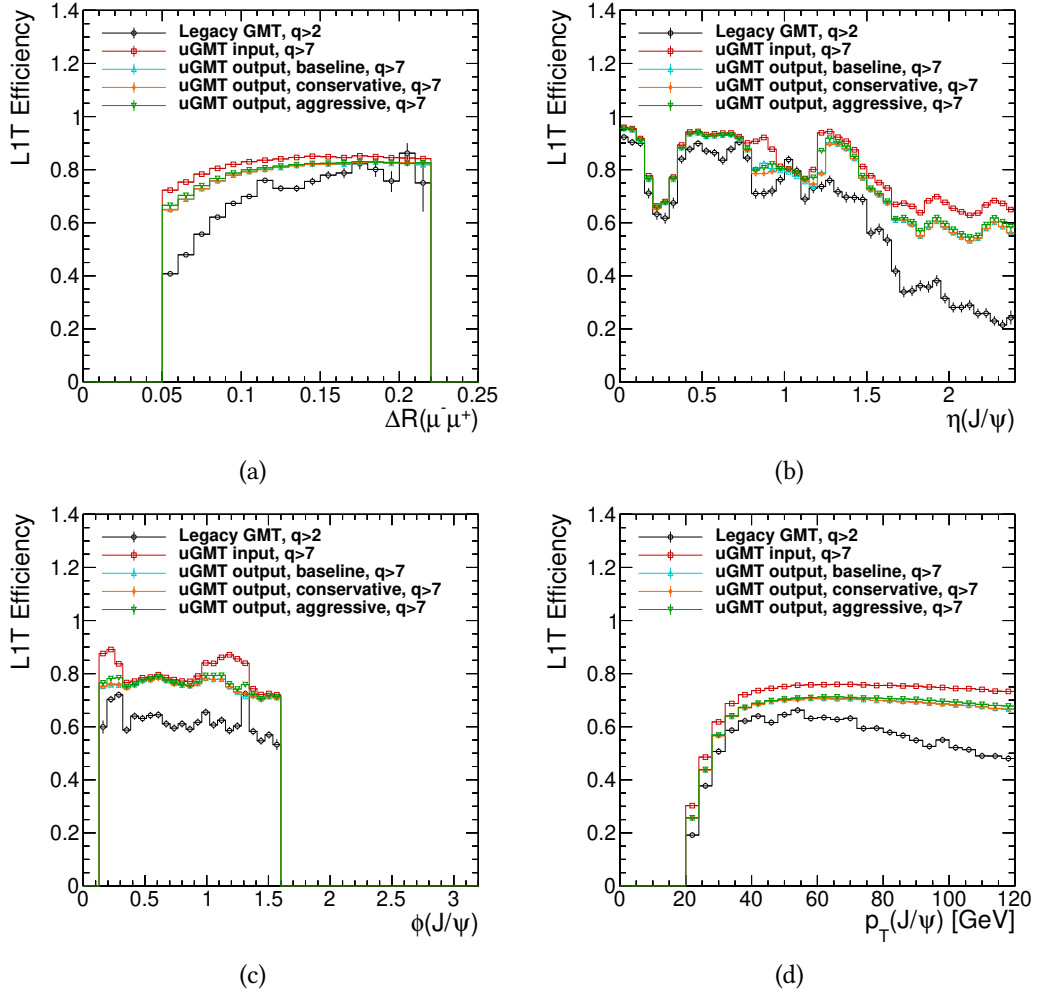 L1T Efficiency
1.4
1.2
1
0.8
0.6
0.4
0.2
0
Legacy GMT, q>2
uGMT input, q>7
uGMT output, baseline, q>7
uGMT output, conservative, q>7
uGMT output, aggressive, q>7
0 0.05 0.1 0.15 0.2 0.25
ΔR(μ⁻μ⁺)
(a)
L1T Efficiency
1.4
1.2
1
0.8
0.6
0.4
0.2
0
Legacy GMT, q>2
uGMT input, q>7
uGMT output, baseline, q>7
uGMT output, conservative, q>7
uGMT output, aggressive, q>7
0 0.5 1 1.5 2
η(J/ψ)
(b)
L1T Efficiency
1.4
1.2
1
0.8
0.6
0.4
0.2
0
Legacy GMT, q>2
uGMT input, q>7
uGMT output, baseline, q>7
uGMT output, conservative, q>7
uGMT output, aggressive, q>7
0 0.5 1 1.5 2 2.5 3
ϕ(J/ψ)
(c)
L1T Efficiency
1.4
1.2
1
0.8
0.6
0.4
0.2
0
Legacy GMT, q>2
uGMT input, q>7
uGMT output, baseline, q>7
uGMT output, conservative, q>7
uGMT output, aggressive, q>7
0 20 40 60 80 100 120
p_T(J/ψ) [GeV]
(d)